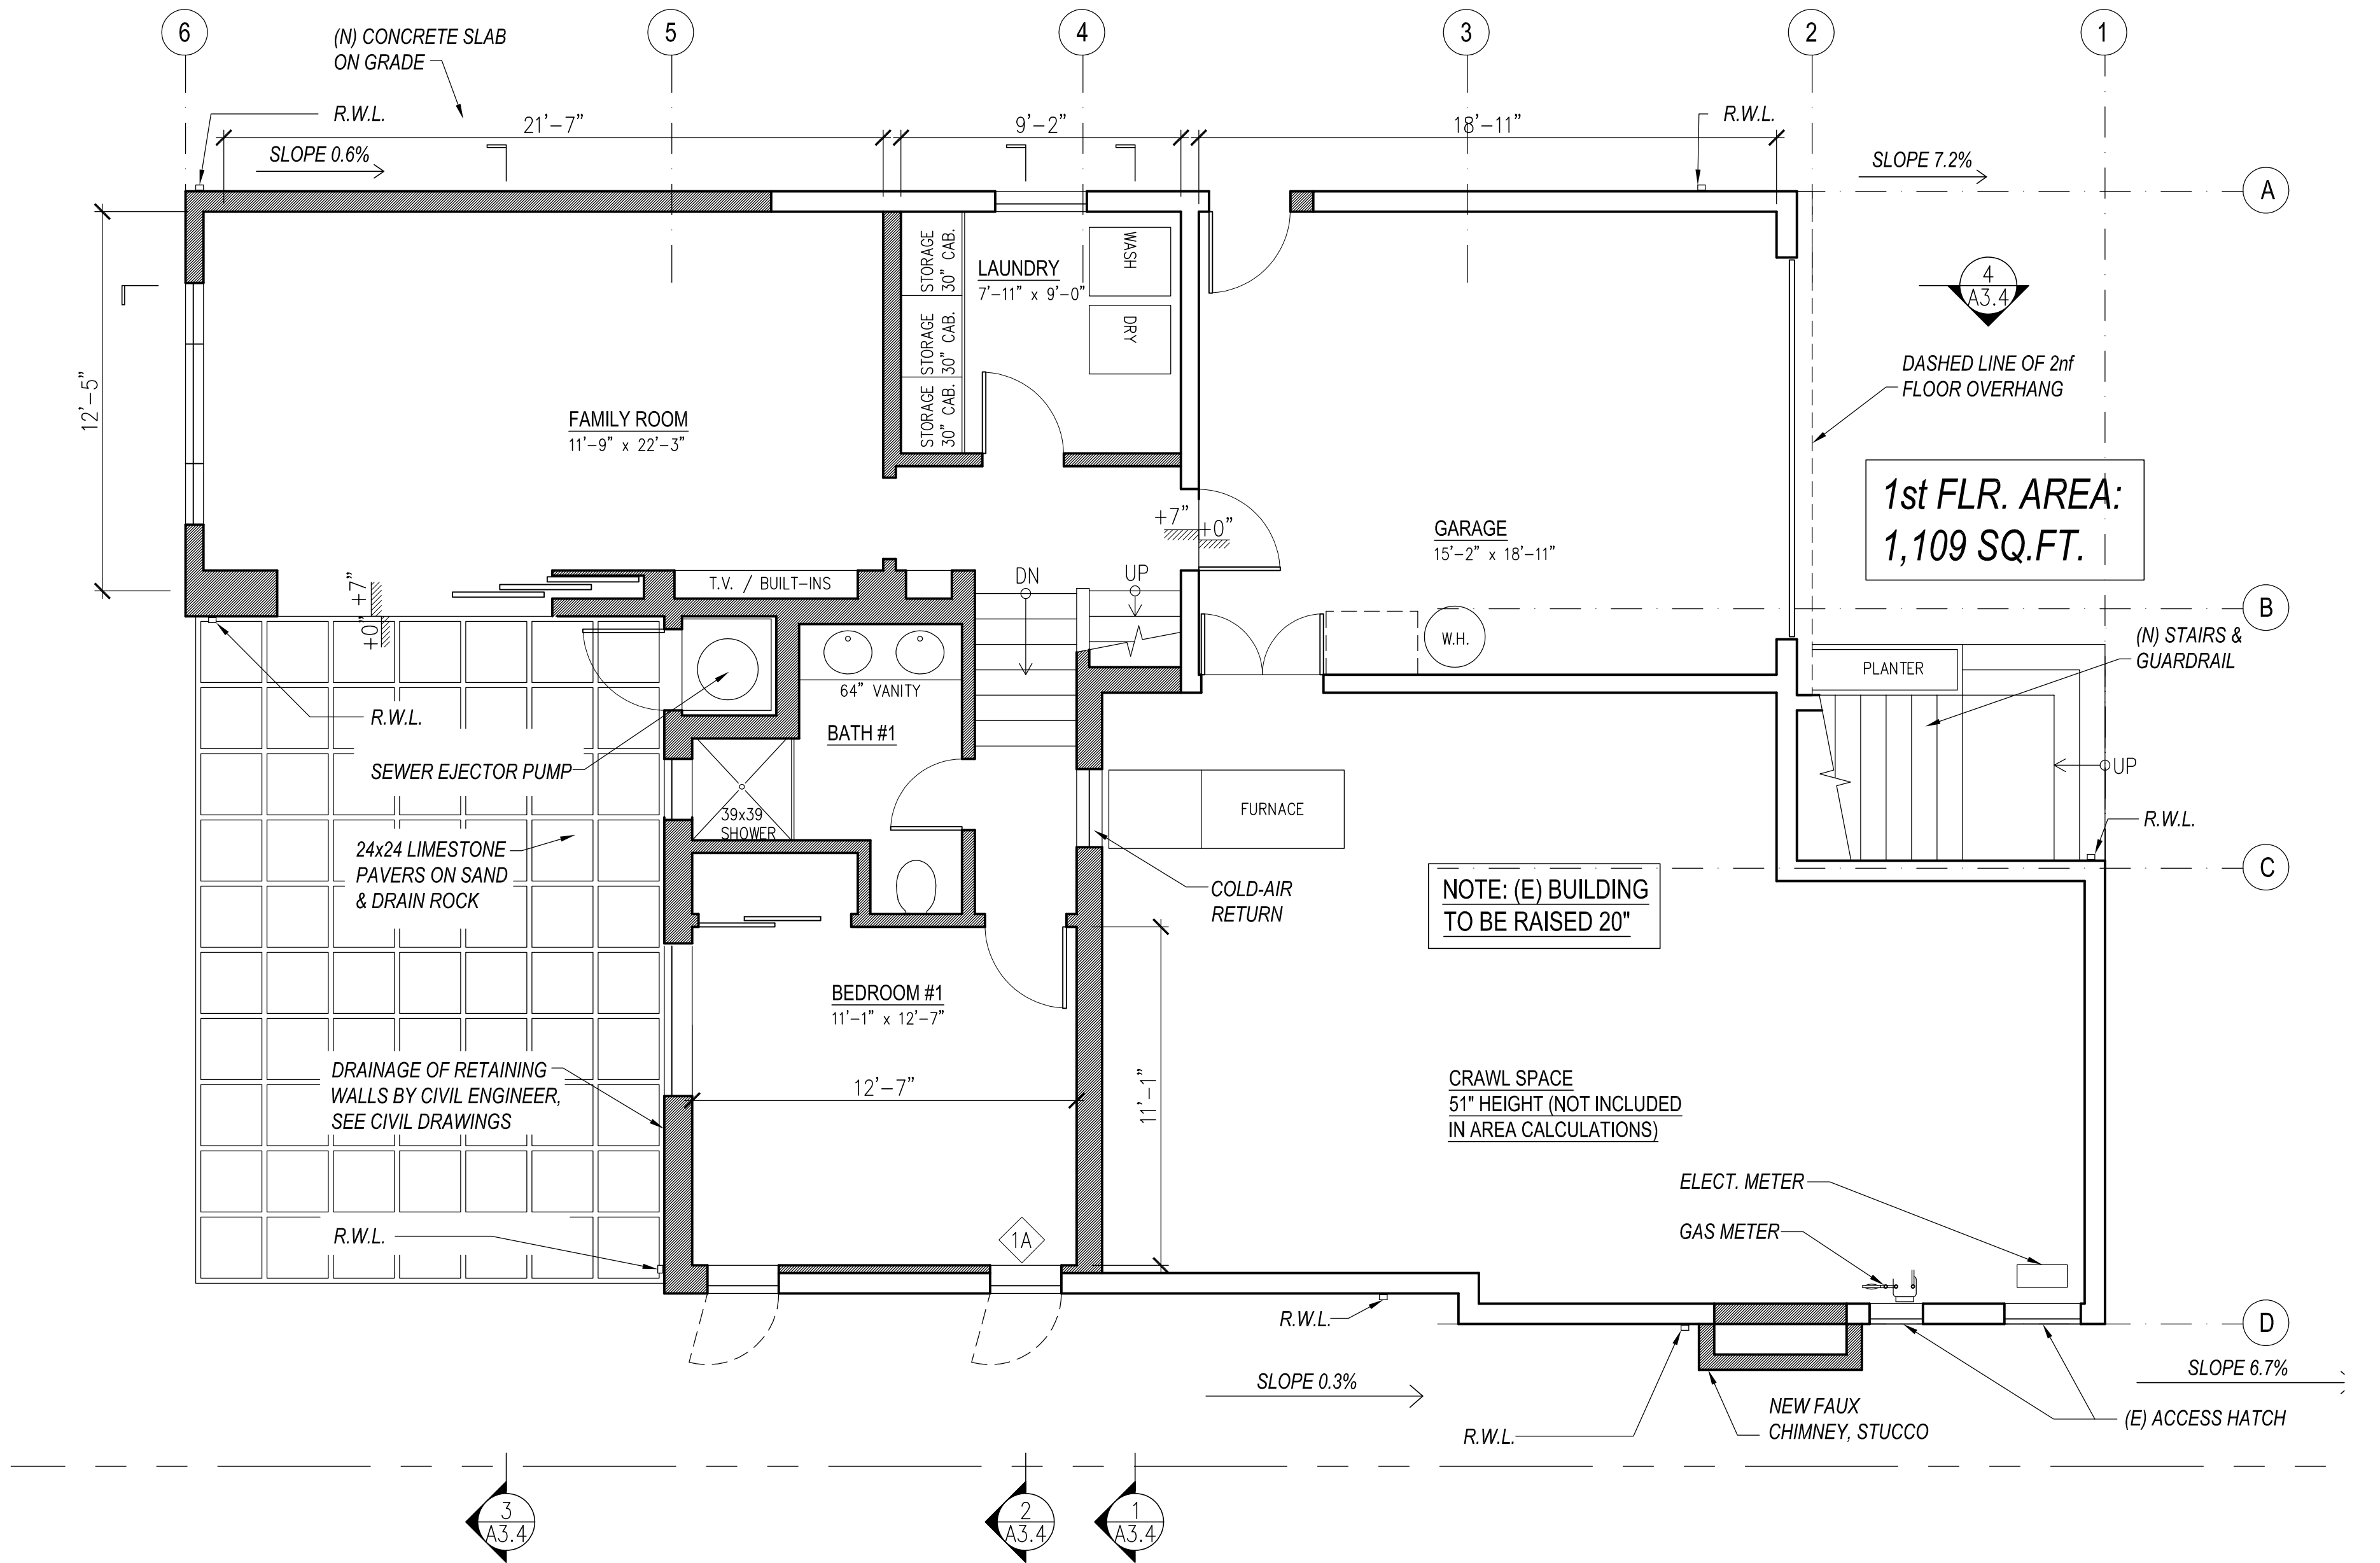 6
5
4
3
2
1
(N) CONCRETE SLAB
ON GRADE
R.W.L.
21'-7"
9'-2"
18'-11"
R.W.L.
SLOPE 0.6%
SLOPE 7.2%
A
STORAGE
30" CAB.
STORAGE
30" CAB.
STORAGE
30" CAB.
LAUNDRY
7'-11" x 9'-0"
WASH
DRY
4
A3.4
DASHED LINE OF 2nf
FLOOR OVERHANG
12'-5"
FAMILY ROOM
11'-9" x 22'-3"
1st FLR. AREA:
1,109 SQ.FT.
+7"
+0"
GARAGE
15'-2" x 18'-11"
+7"
+0"
T.V. / BUILT-INS
DN
UP
B
W.H.
(N) STAIRS &
GUARDRAIL
PLANTER
64" VANITY
R.W.L.
BATH #1
SEWER EJECTOR PUMP
UP
39x39
SHOWER
FURNACE
R.W.L.
24x24 LIMESTONE
PAVERS ON SAND
& DRAIN ROCK
COLD-AIR
RETURN
NOTE: (E) BUILDING
TO BE RAISED 20"
C
BEDROOM #1
11'-1" x 12'-7"
DRAINAGE OF RETAINING
WALLS BY CIVIL ENGINEER,
SEE CIVIL DRAWINGS
12'-7"
11'-1"
CRAWL SPACE
51" HEIGHT (NOT INCLUDED
IN AREA CALCULATIONS)
ELECT. METER
GAS METER
R.W.L.
1A
R.W.L.
D
SLOPE 0.3%
SLOPE 6.7%
NEW FAUX
CHIMNEY, STUCCO
(E) ACCESS HATCH
R.W.L.
3
A3.4
2
A3.4
1
A3.4